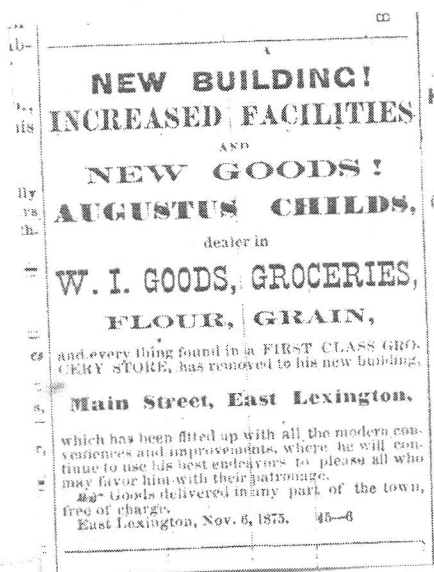 8
A
NEW BUILDING!
INCREASED FACILITIES
AND
NEW GOODS!
AUGUSTUS CHILDS,
dealer in
W. I. GOODS, GROCERIES,
FLOUR, GRAIN,
and every thing found in a FIRST CLASS GRO-
CERY STORE, has removed to his new building,
Main Street, East Lexington,
which has been fitted up with all the modern con-
veniences and improvements, where he will con-
tinue to use his best endeavors to please all who
may favor him with their patronage.
Goods delivered in any part of the town,
free of charge.
East Lexington, Nov. 6, 1875. 45—6